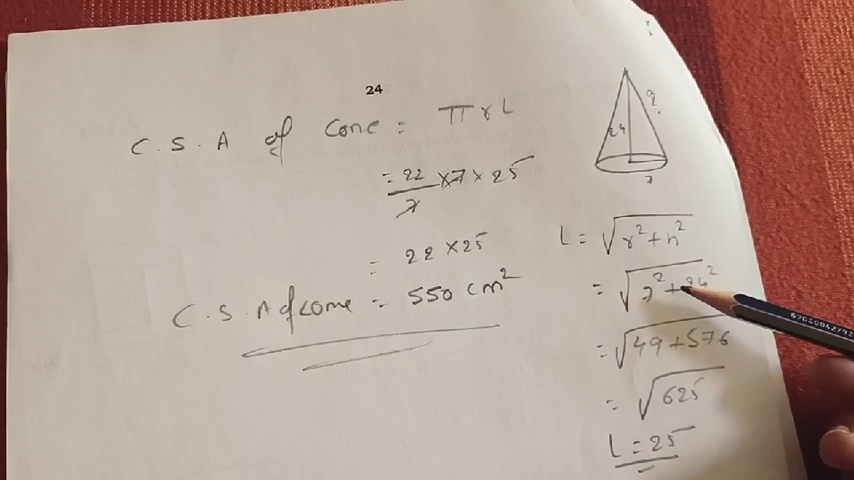 24
C.S.A of cone = πrL
= 22/7 × 7 × 25
= 22 × 25
C.S.A of cone = 550 cm²
24
7
L = √r² + h²
= √7² + 24²
= √49 + 576
= √625
L = 25